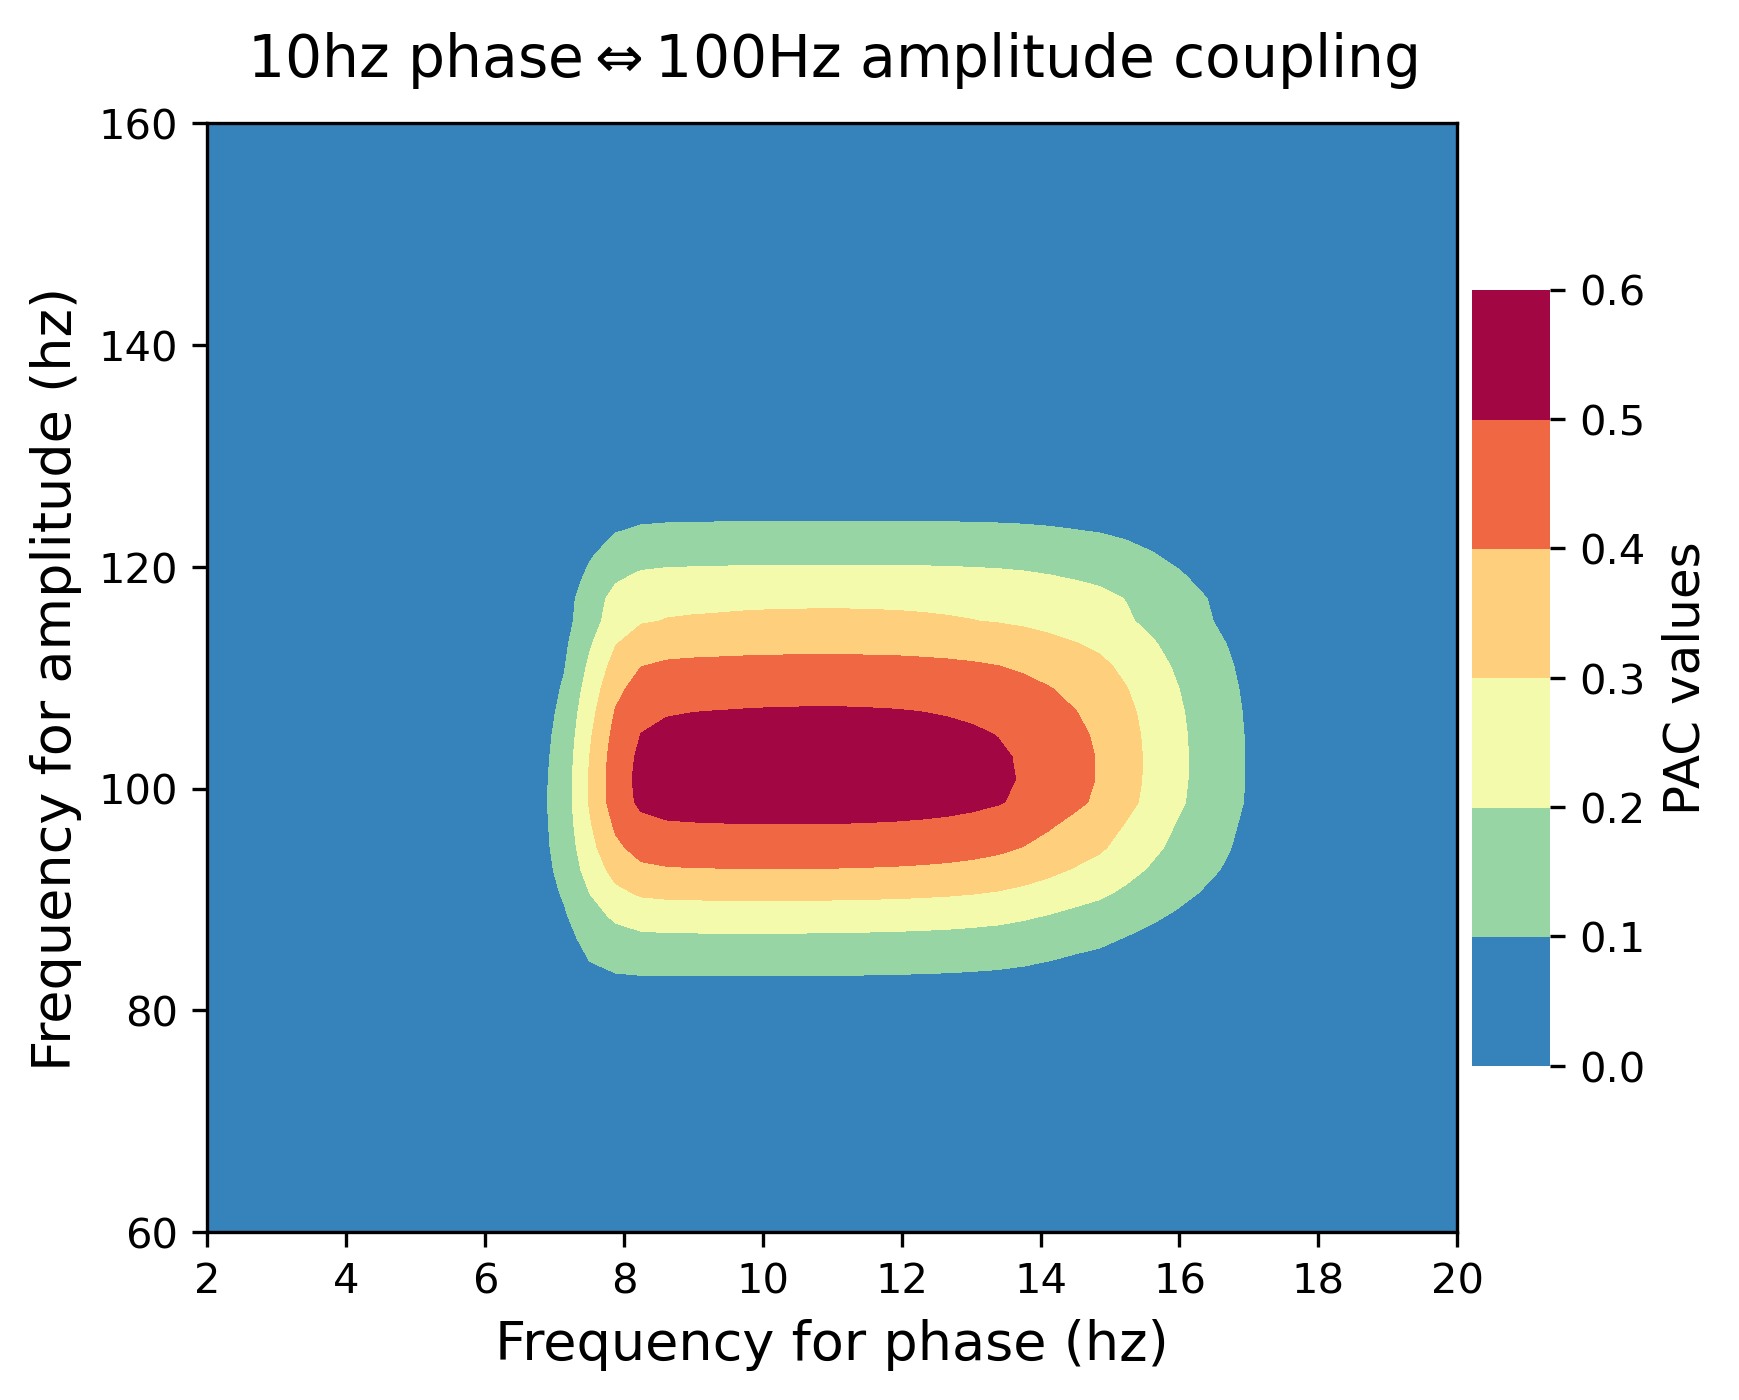 10hz phase⇔100Hz amplitude coupling
160
140
120
100
80
60
Frequency for amplitude (hz)
2 4 6 8 10 12 14 16 18 20
Frequency for phase (hz)
0.6
0.5
0.4
0.3
0.2
0.1
0.0
PAC values